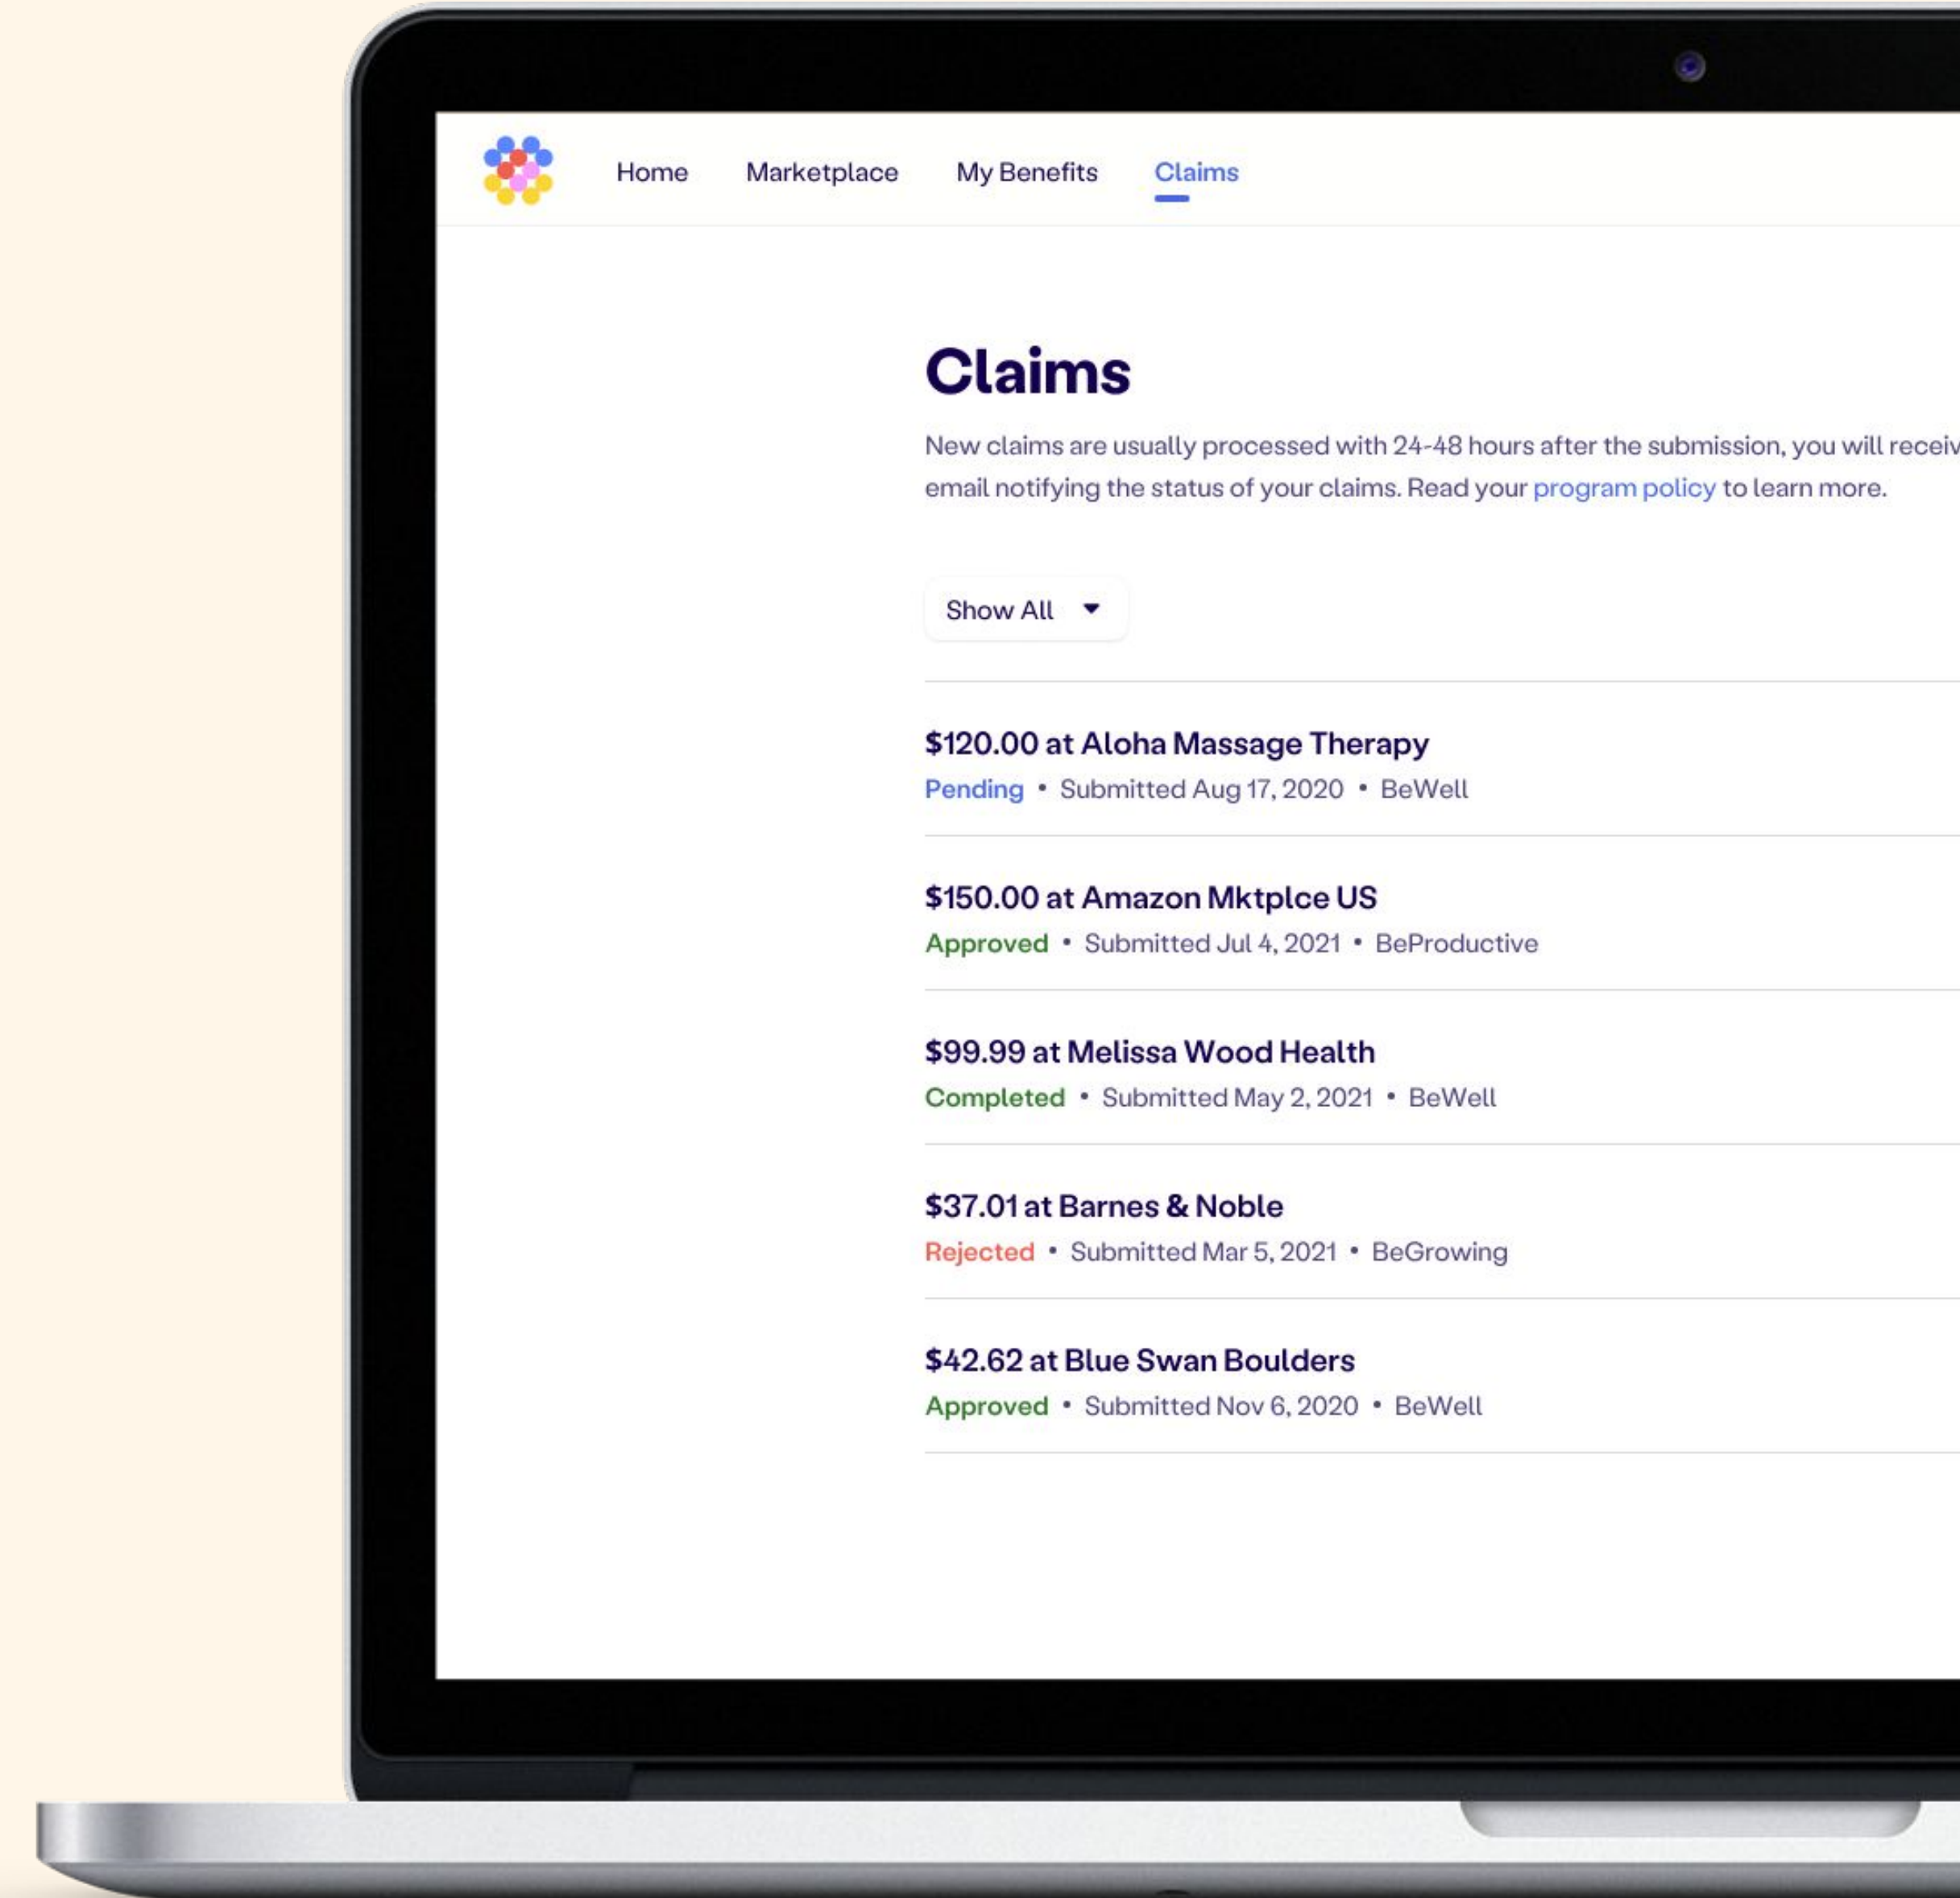 Home Marketplace My Benefits Claims
Claims
New claims are usually processed with 24-48 hours after the submission, you will receiv
email notifying the status of your claims. Read your program policy to learn more.
Show All
$120.00 at Aloha Massage Therapy
Pending • Submitted Aug 17, 2020 • BeWell
$150.00 at Amazon Mktplce US
Approved • Submitted Jul 4, 2021 • BeProductive
$99.99 at Melissa Wood Health
Completed • Submitted May 2, 2021 • BeWell
$37.01 at Barnes & Noble
Rejected • Submitted Mar 5, 2021 • BeGrowing
$42.62 at Blue Swan Boulders
Approved • Submitted Nov 6, 2020 • BeWell